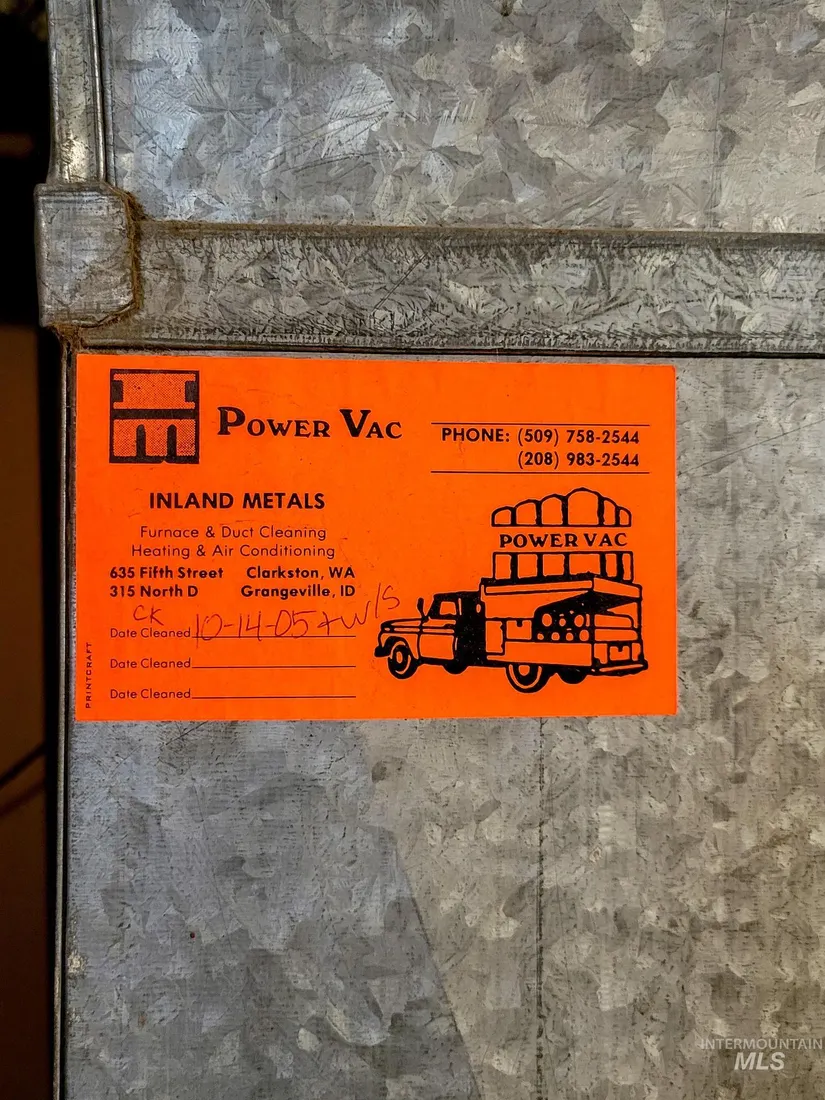 IM
POWER VAC
PHONE: (509) 758-2544
(208) 983-2544
INLAND METALS
Furnace & Duct Cleaning
Heating & Air Conditioning
635 Fifth Street Clarkston, WA
315 North D Grangeville, ID
POWER VAC
CK
Date Cleaned 10-14-05 + W/S
Date Cleaned
Date Cleaned
PRINTCRAFT
INTERMOUNTAIN
MLS